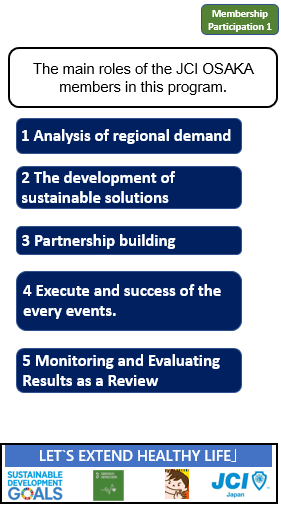 Membership
Participation 1
The main roles of the JCI OSAKA
members in this program.
1 Analysis of regional demand
2 The development of
sustainable solutions
3 Partnership building
4 Execute and success of the
every events.
5 Monitoring and Evaluating
Results as a Review
LET`S EXTEND HEALTHY LIFE」
SUSTAINABLE
DEVELOPMENT
GOALS
JCI
Japan